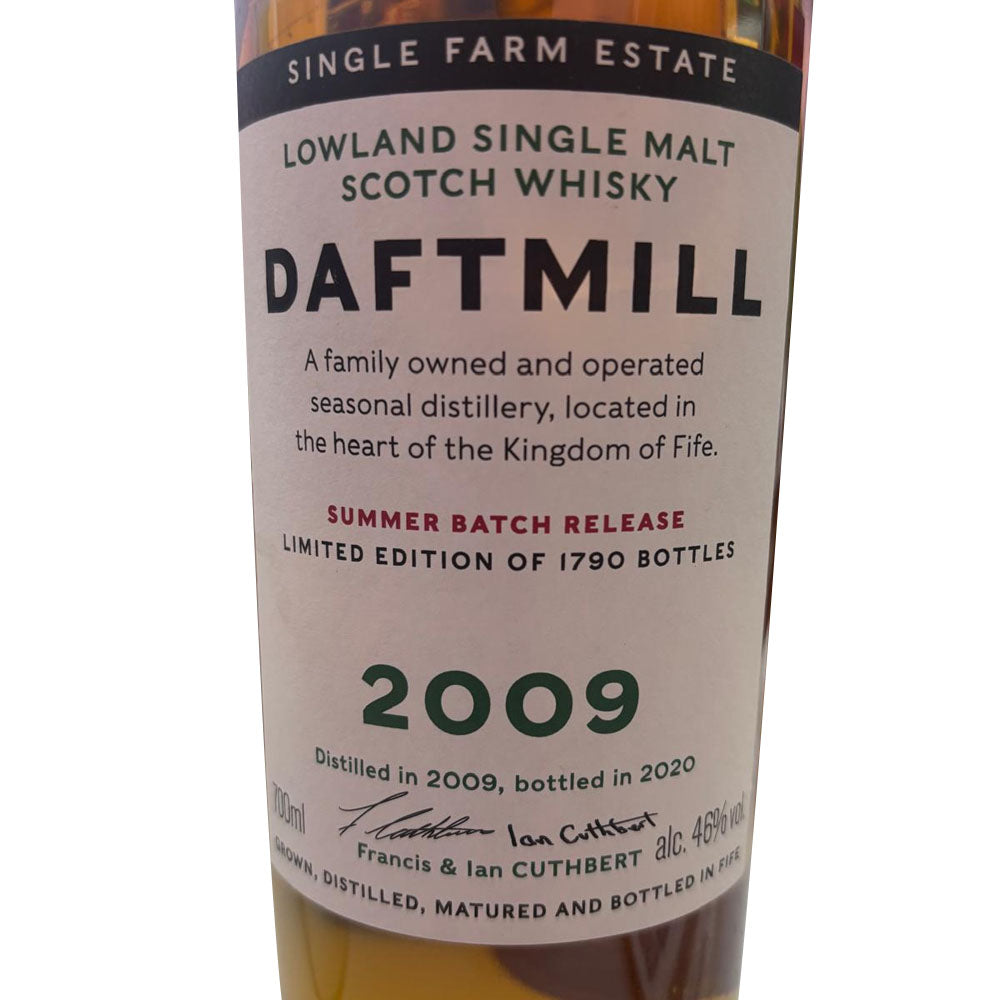 SINGLE FARM ESTATE
LOWLAND SINGLE MALT
SCOTCH WHISKY
DAFTMILL
A family owned and operated
seasonal distillery, located in
the heart of the Kingdom of Fife.
SUMMER BATCH RELEASE
LIMITED EDITION OF 1790 BOTTLES
2009
Distilled in 2009, bottled in 2020
700ml
F Cuthbert Ian Cuthbert
alc. 46% vol.
Francis & Ian CUTHBERT
GROWN, DISTILLED, MATURED AND BOTTLED IN FIFE